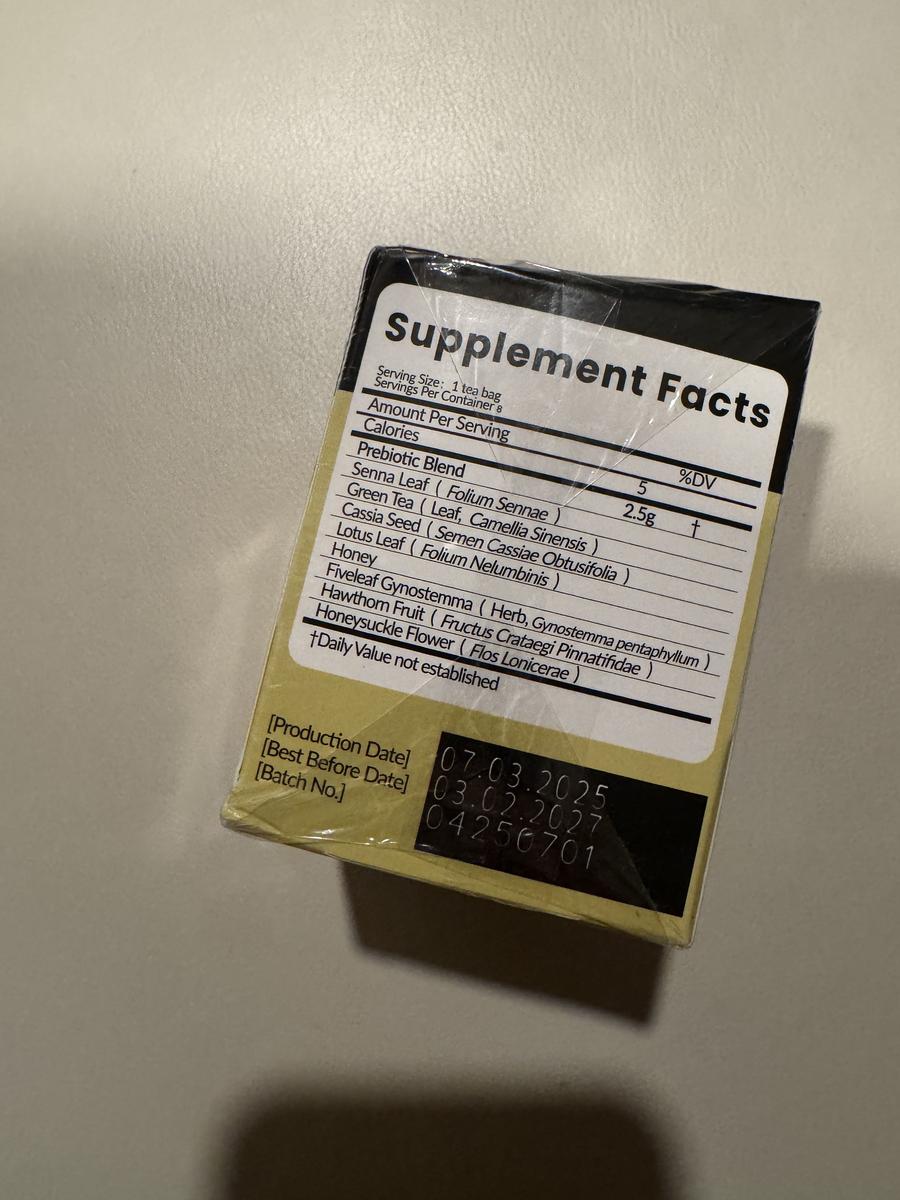 Supplement Facts
Serving Size: 1 tea bag
Servings Per Container 8
Amount Per Serving %DV
Calories 5
Prebiotic Blend 2.5g †
Senna Leaf ( Folium Sennae )
Green Tea ( Leaf, Camellia Sinensis )
Cassia Seed ( Semen Cassiae Obtusifolia )
Lotus Leaf ( Folium Nelumbinis )
Honey
Fiveleaf Gynostemma ( Herb, Gynostemma pentaphyllum )
Hawthorn Fruit ( Fructus Crataegi Pinnatifidae )
Honeysuckle Flower ( Flos Lonicerae )
†Daily Value not established
[Production Date] 07.03.2025
[Best Before Date] 03.02.2027
[Batch No.] 04250701